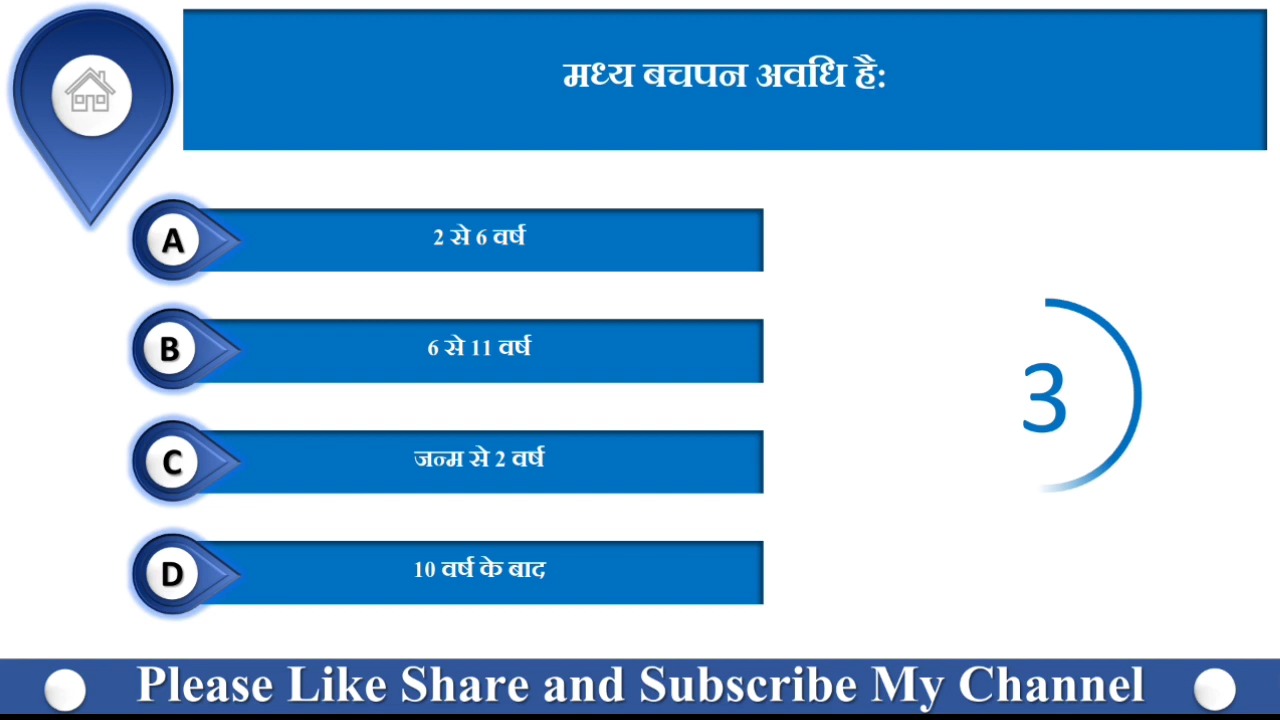 मध्य बचपन अवधि है:
A
2 से 6 वर्ष
B
6 से 11 वर्ष
C
जन्म से 2 वर्ष
D
10 वर्ष के बाद
3
Please Like Share and Subscribe My Channel